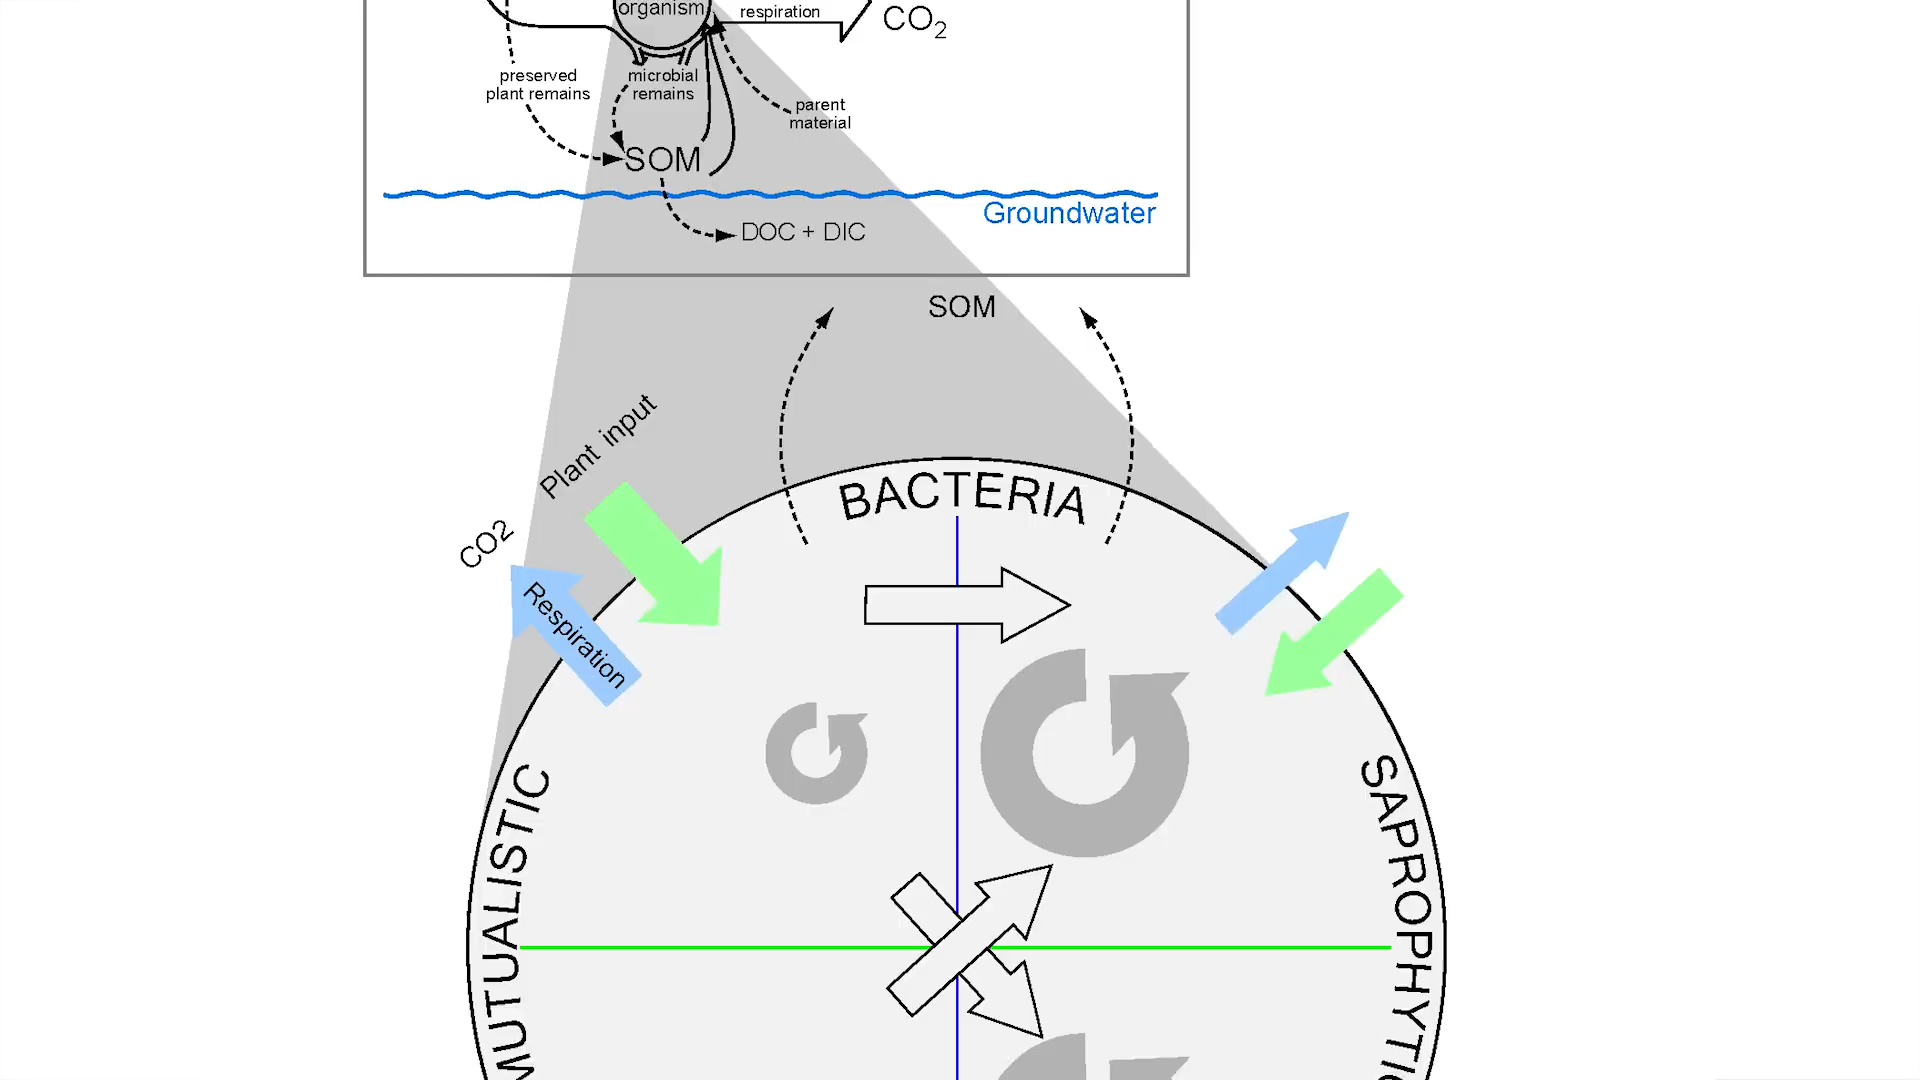 organism
respiration
CO2
preserved
plant remains
microbial
remains
parent
material
SOM
Groundwater
DOC + DIC
SOM
Plant input
CO2
Respiration
BACTERIA
MUTUALISTIC
SAPROPHYTIC